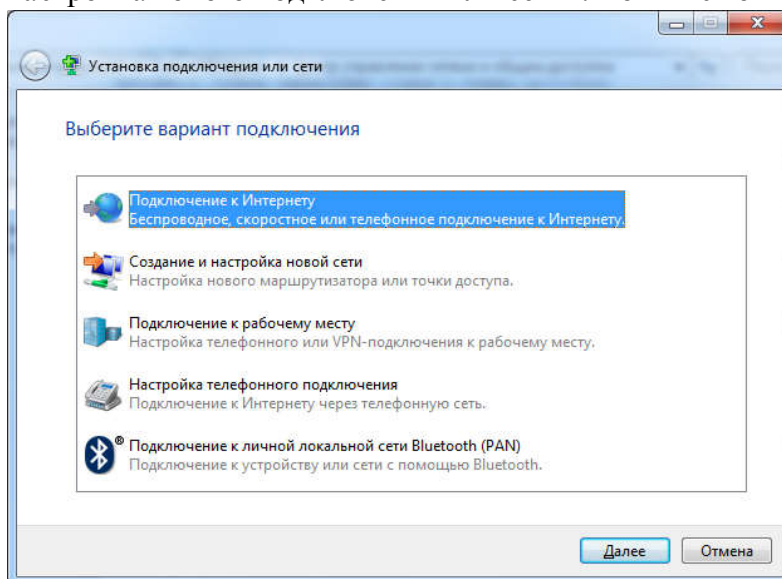 Установка подключения или сети
Выберите вариант подключения
Подключение к Интернету
Беспроводное, скоростное или телефонное подключение к Интернету.
Создание и настройка новой сети
Настройка нового маршрутизатора или точки доступа.
Подключение к рабочему месту
Настройка телефонного или VPN-подключения к рабочему месту.
Настройка телефонного подключения
Подключение к Интернету через телефонную сеть.
® Подключение к личной локальной сети Bluetooth (PAN)
Подключение к устройству или сети с помощью Bluetooth.
Далее
Отмена